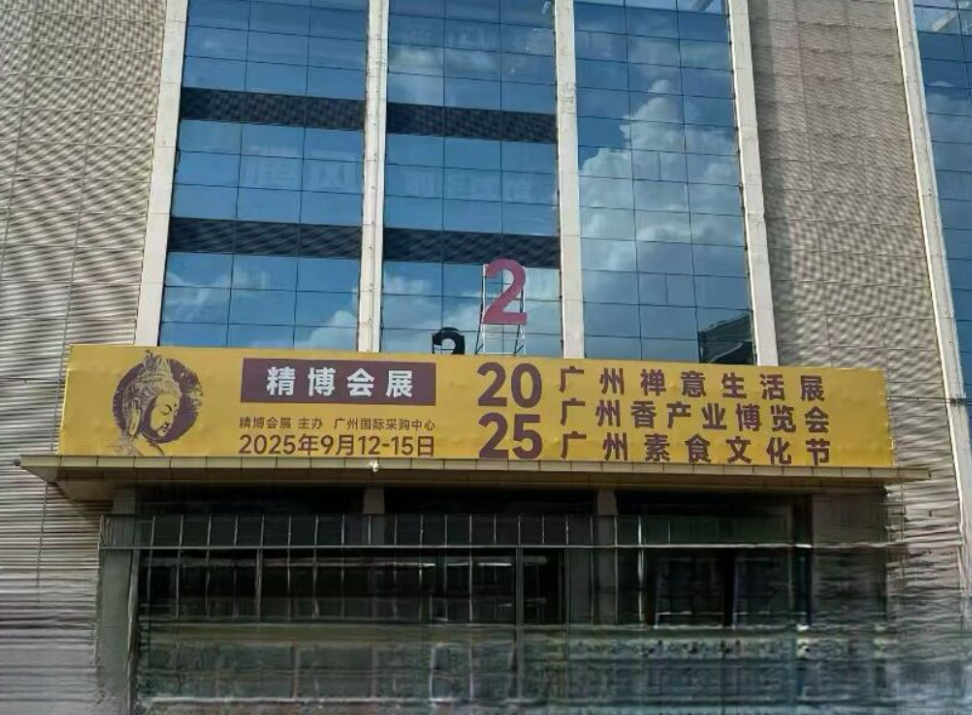 2
精博会展
精博会展 主办 广州国际采购中心
2025年9月12-15日
2025
广州禅意生活展
广州香产业博览会
广州素食文化节